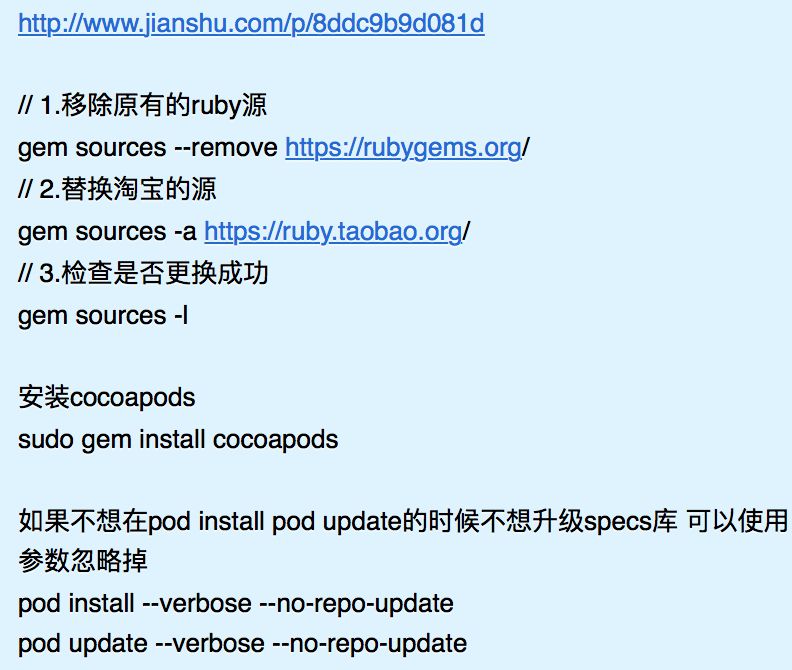 http://www.jianshu.com/p/8ddc9b9d081d
// 1.移除原有的ruby源
gem sources --remove https://rubygems.org/
// 2.替换淘宝的源
gem sources -a https://ruby.taobao.org/
// 3.检查是否更换成功
gem sources -l
安装cocoapods
sudo gem install cocoapods
如果不想在pod install pod update的时候不想升级specs库 可以使用
参数忽略掉
pod install --verbose --no-repo-update
pod update --verbose --no-repo-update